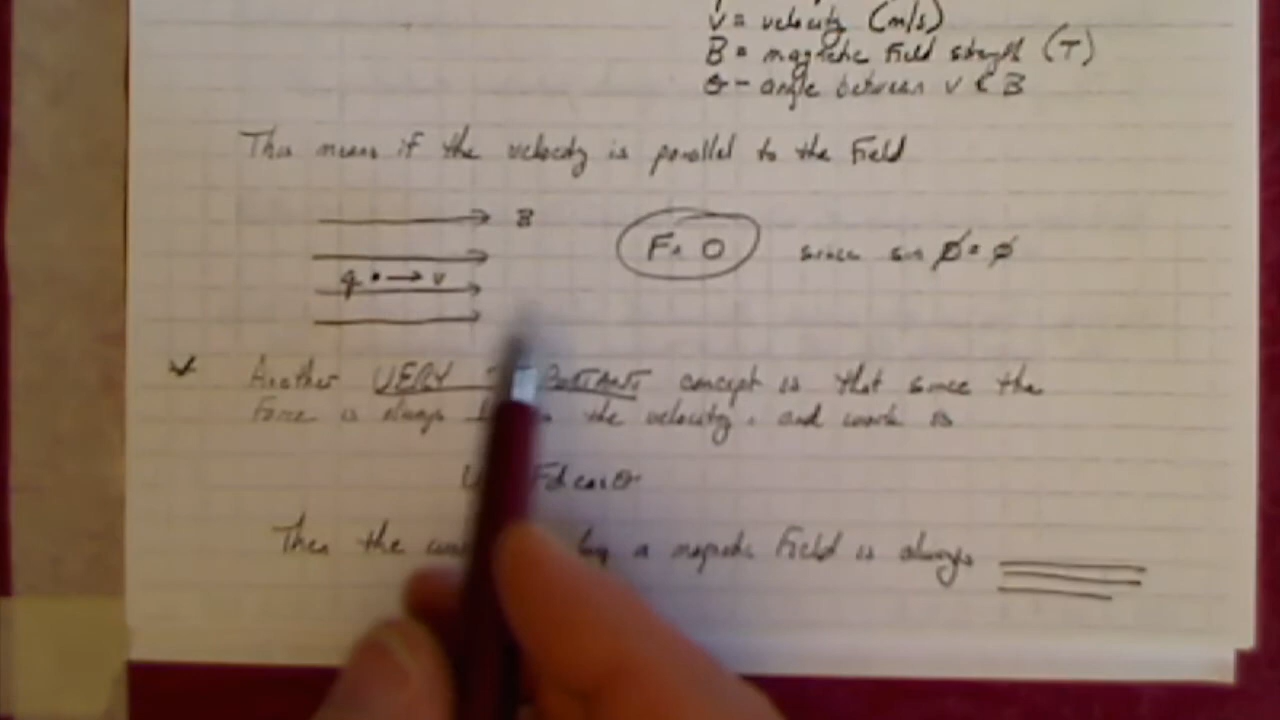 v = velocity (m/s)
B = magnetic field strength (T)
θ - angle between v & B
This means if the velocity is parallel to the Field
B
F = 0 since sin 0 = 0
q • → v
Another VERY concept is that since the
Force is always the velocity, and work is
Fd cos θ
Then the by a magnetic Field is always